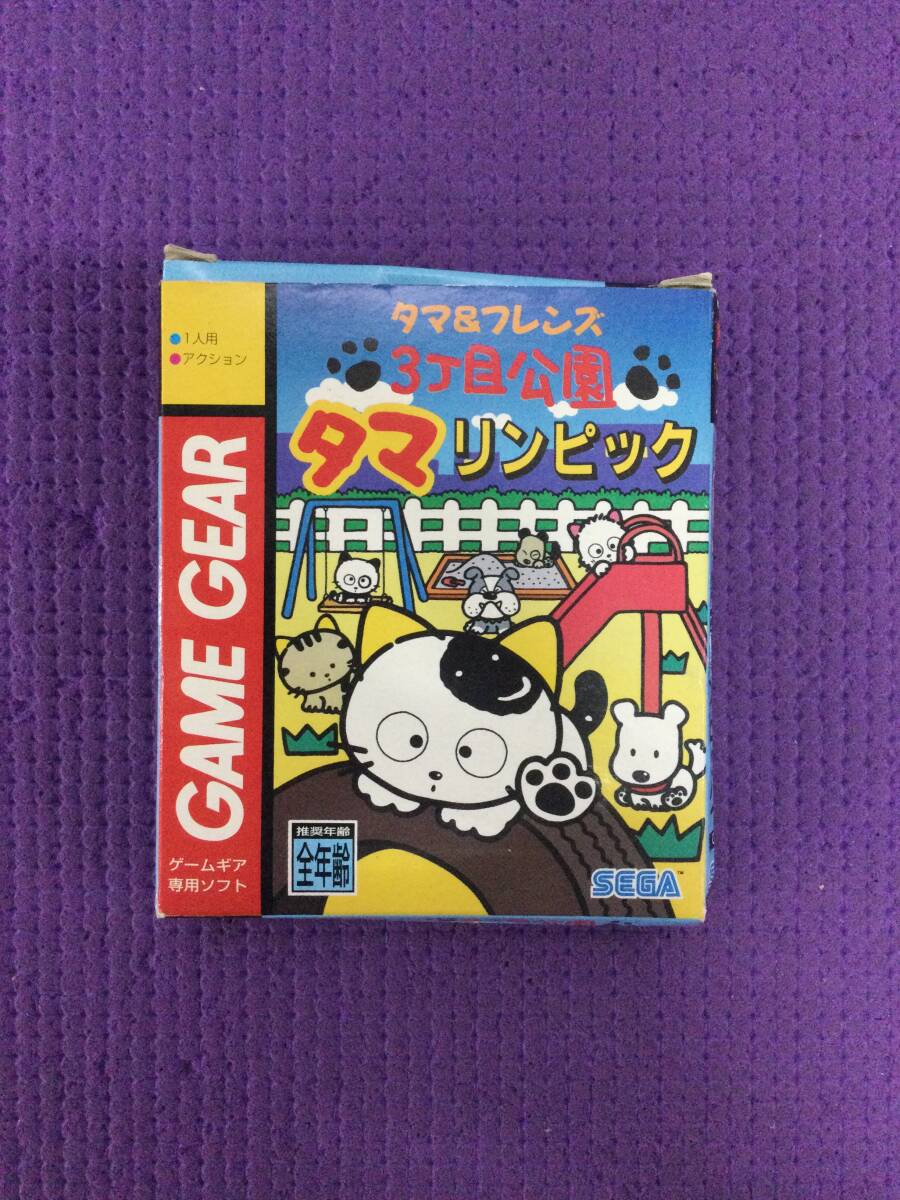 タマ&フレンズ
3丁目公園
タマリンピック
●1人用
●アクション
GAME GEAR
ゲームギア
専用ソフト
推奨年齢
全年齢
SEGA™